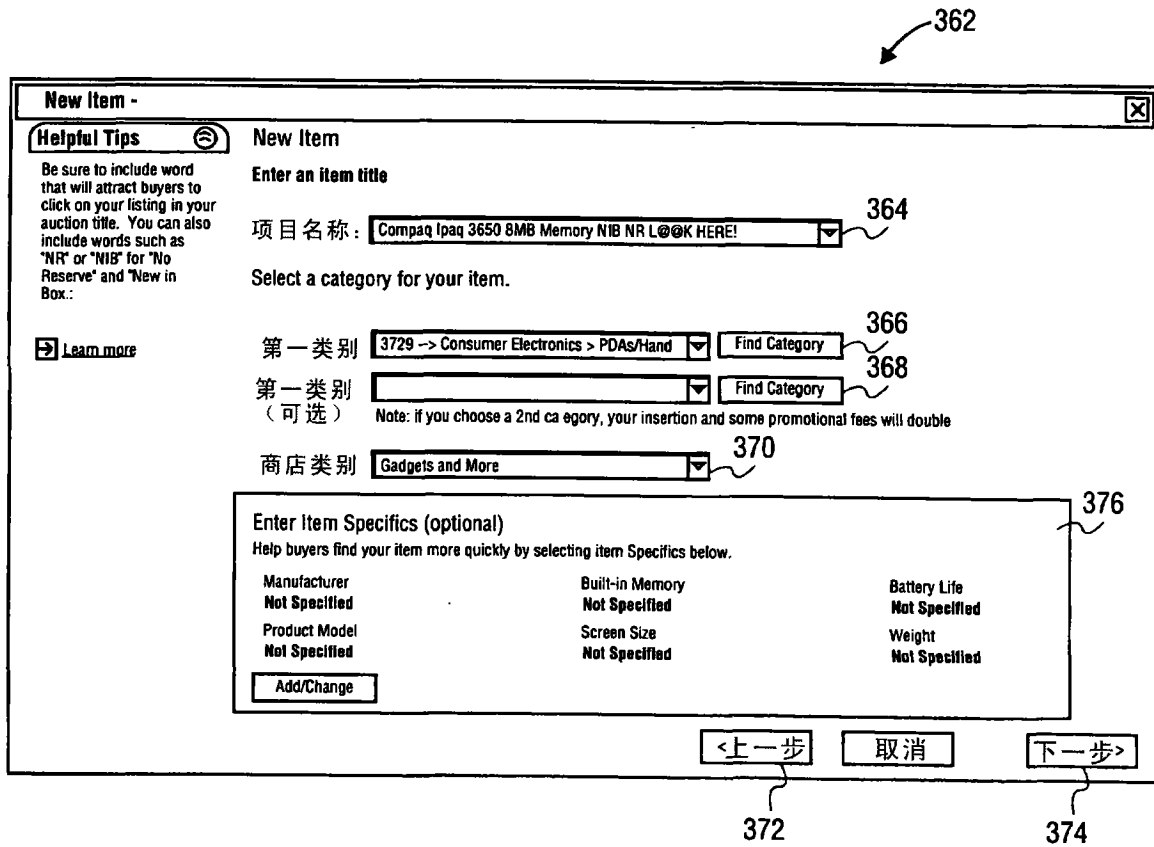 362
New Item -
Helpful Tips
Be sure to include word
that will attract buyers to
click on your listing in your
auction title. You can also
include words such as
"NR" or "NIB" for "No
Reserve" and "New in
Box.:
Learn more
New Item
Enter an item title
项目名称: Compaq Ipaq 3650 8MB Memory NIB NR L@@K HERE!
364
Select a category for your item.
第一类别 3729 --> Consumer Electronics > PDAs/Hand Find Category
366
第一类别 Find Category
368
(可选) Note: if you choose a 2nd ca egory, your insertion and some promotional fees will double
商店类别 Gadgets and More
370
376
Enter Item Specifics (optional)
Help buyers find your item more quickly by selecting item Specifics below.
Manufacturer Built-in Memory Battery Life
Not Specified Not Specified Not Specified
Product Model Screen Size Weight
Not Specified Not Specified Not Specified
Add/Change
<上一步 取消 下一步>
372 374